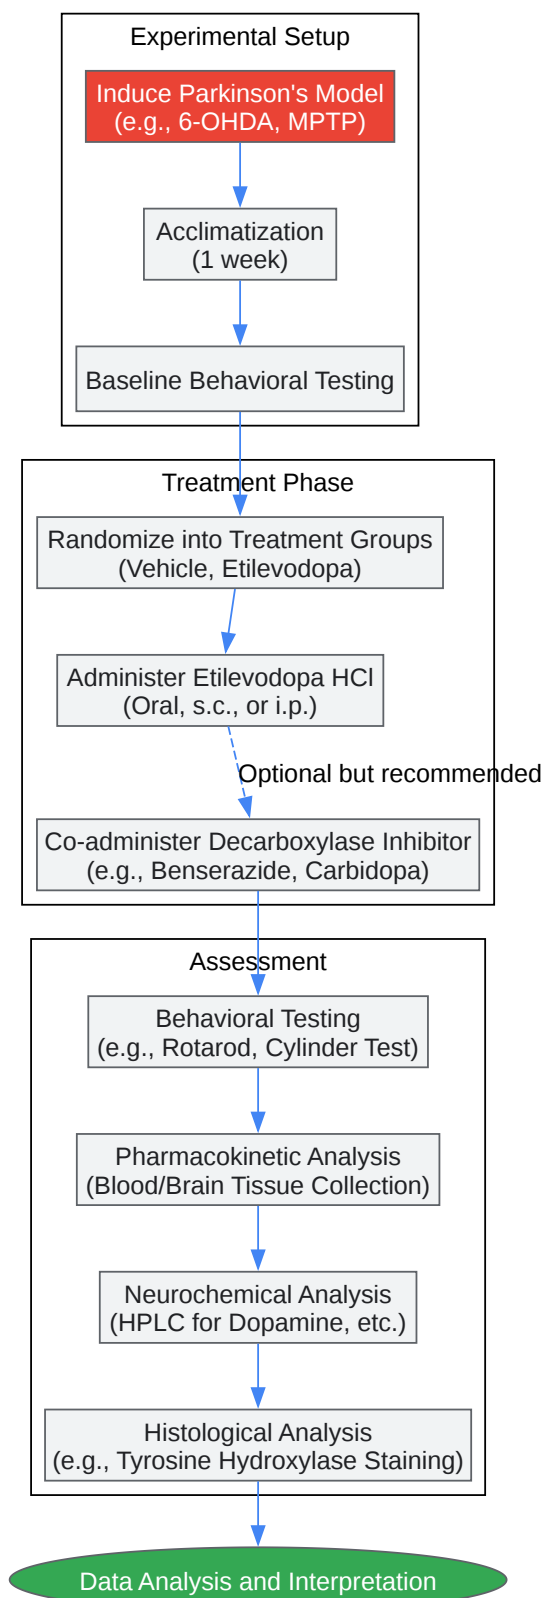 Experimental Setup
Induce Parkinson's Model
(e.g., 6-OHDA, MPTP)
Acclimatization
(1 week)
Baseline Behavioral Testing
Treatment Phase
Randomize into Treatment Groups
(Vehicle, Etilevodopa)
Administer Etilevodopa HCl
(Oral, s.c., or i.p.)
Optional but recommended
Co-administer Decarboxylase Inhibitor
(e.g., Benserazide, Carbidopa)
Assessment
Behavioral Testing
(e.g., Rotarod, Cylinder Test)
Pharmacokinetic Analysis
(Blood/Brain Tissue Collection)
Neurochemical Analysis
(HPLC for Dopamine, etc.)
Histological Analysis
(e.g., Tyrosine Hydroxylase Staining)
Data Analysis and Interpretation